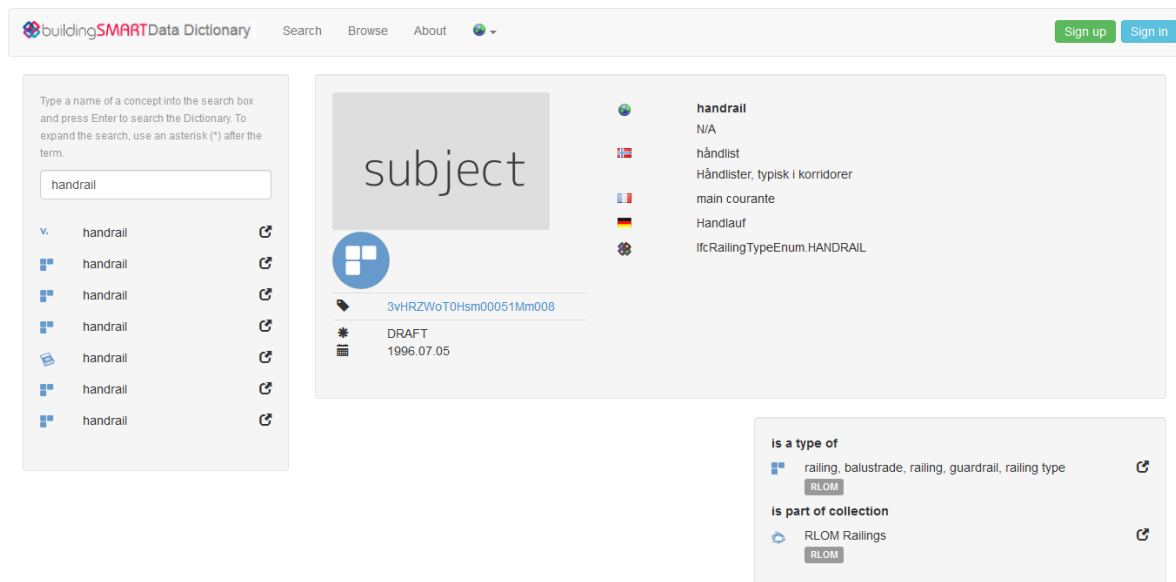 buildingSMART Data Dictionary Search Browse About Sign up Sign in
Type a name of a concept into the search box
and press Enter to search the Dictionary. To
expand the search, use an asterisk (*) after the
term.
handrail
v. handrail
handrail
handrail
handrail
handrail
handrail
handrail
subject
3vHRZWoT0Hsm00051Mm008
DRAFT
1996.07.05
handrail
N/A
håndlist
Håndlister, typisk i korridorer
main courante
Handlauf
IfcRailingTypeEnum.HANDRAIL
is a type of
railing, balustrade, railing, guardrail, railing type
RLOM
is part of collection
RLOM Railings
RLOM